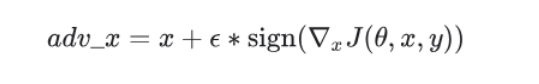 adv_x = x + ϵ * sign(∇ₓJ(θ, x, y))